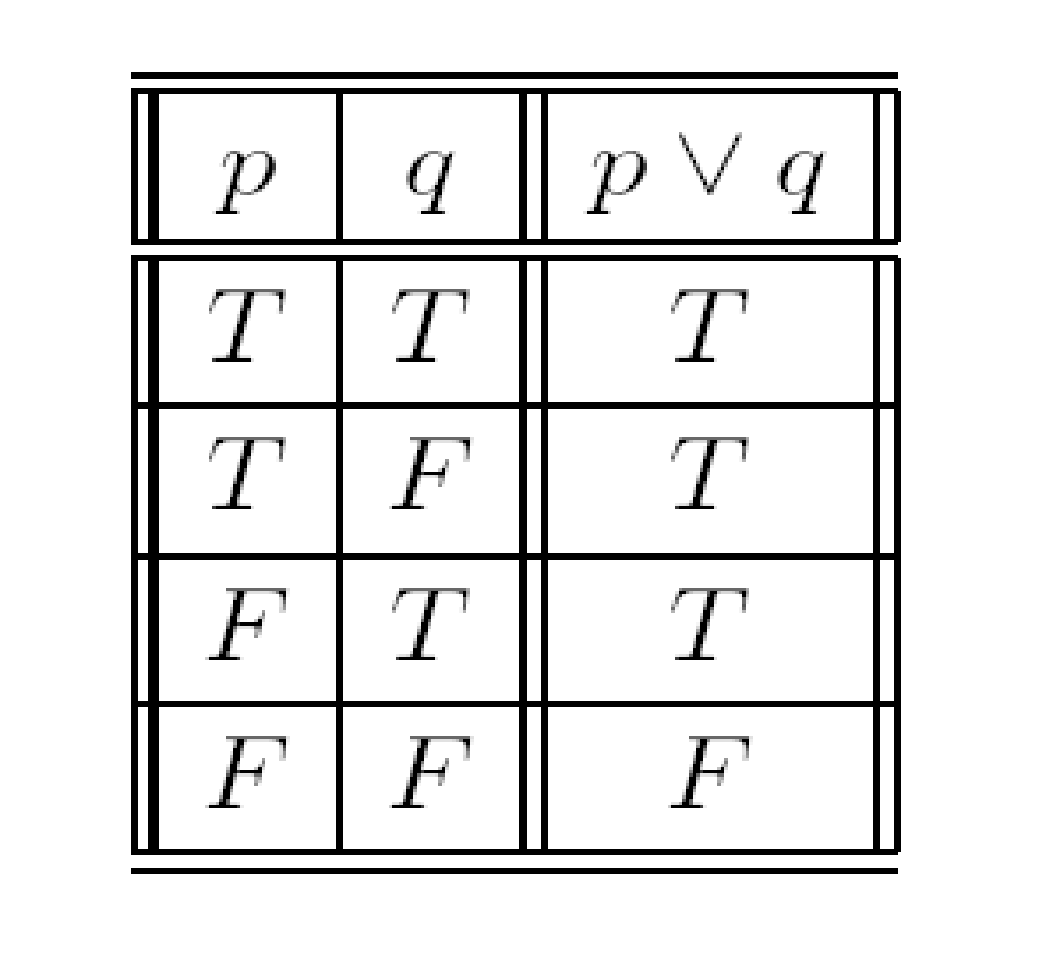 p q p ∨ q
T T T
T F T
F T T
F F F